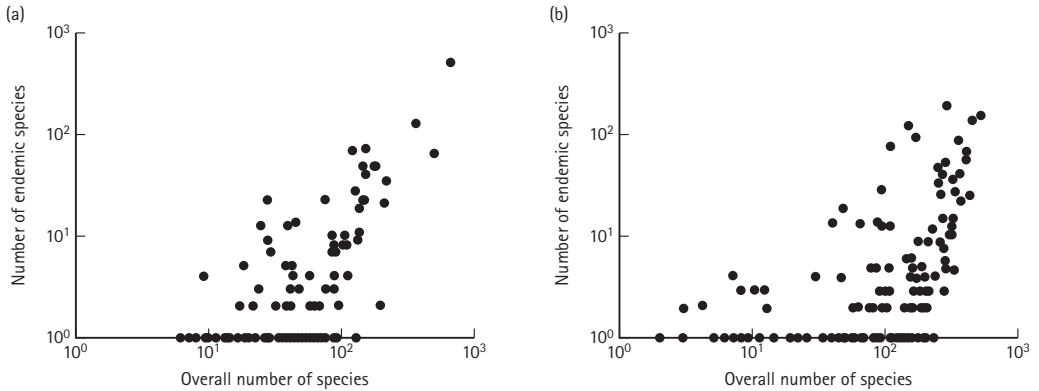 (a)
10³
10²
10¹
10⁰
10⁰ 10¹ 10² 10³
Number of endemic species
Overall number of species
(b)
10³
10²
10¹
10⁰
10⁰ 10¹ 10² 10³
Number of endemic species
Overall number of species